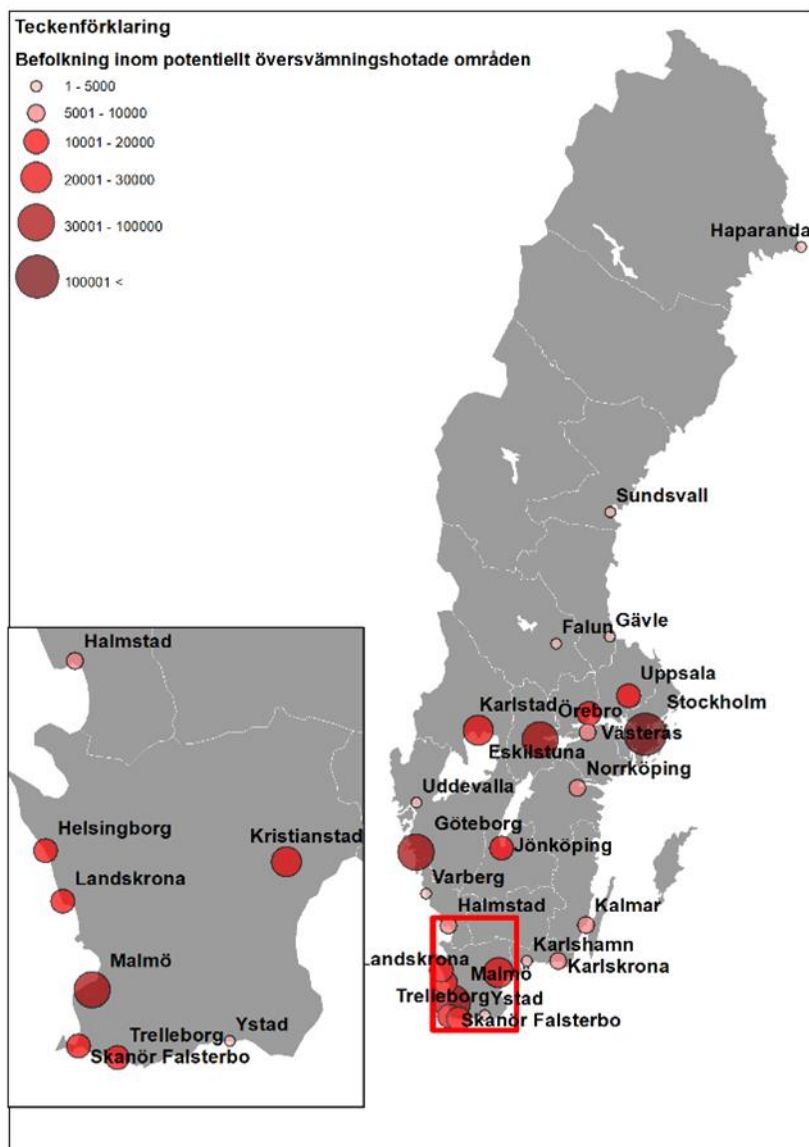 Teckenförklaring
Befolkning inom potentiellt översvämningshotade områden
1 - 5000
5001 - 10000
10001 - 20000
20001 - 30000
30001 - 100000
100001 <
Haparanda
Sundsvall
Falun
Gävle
Uppsala
Stockholm
Karlstad
Örebro
Västerås
Eskilstuna
Norrköping
Uddevalla
Göteborg
Jönköping
Varberg
Halmstad
Kalmar
Karlshamn
Karlskrona
Landskrona
Malmö
Trelleborg
Ystad
Skanör Falsterbo
Halmstad
Helsingborg
Kristianstad
Landskrona
Malmö
Trelleborg
Ystad
Skanör Falsterbo